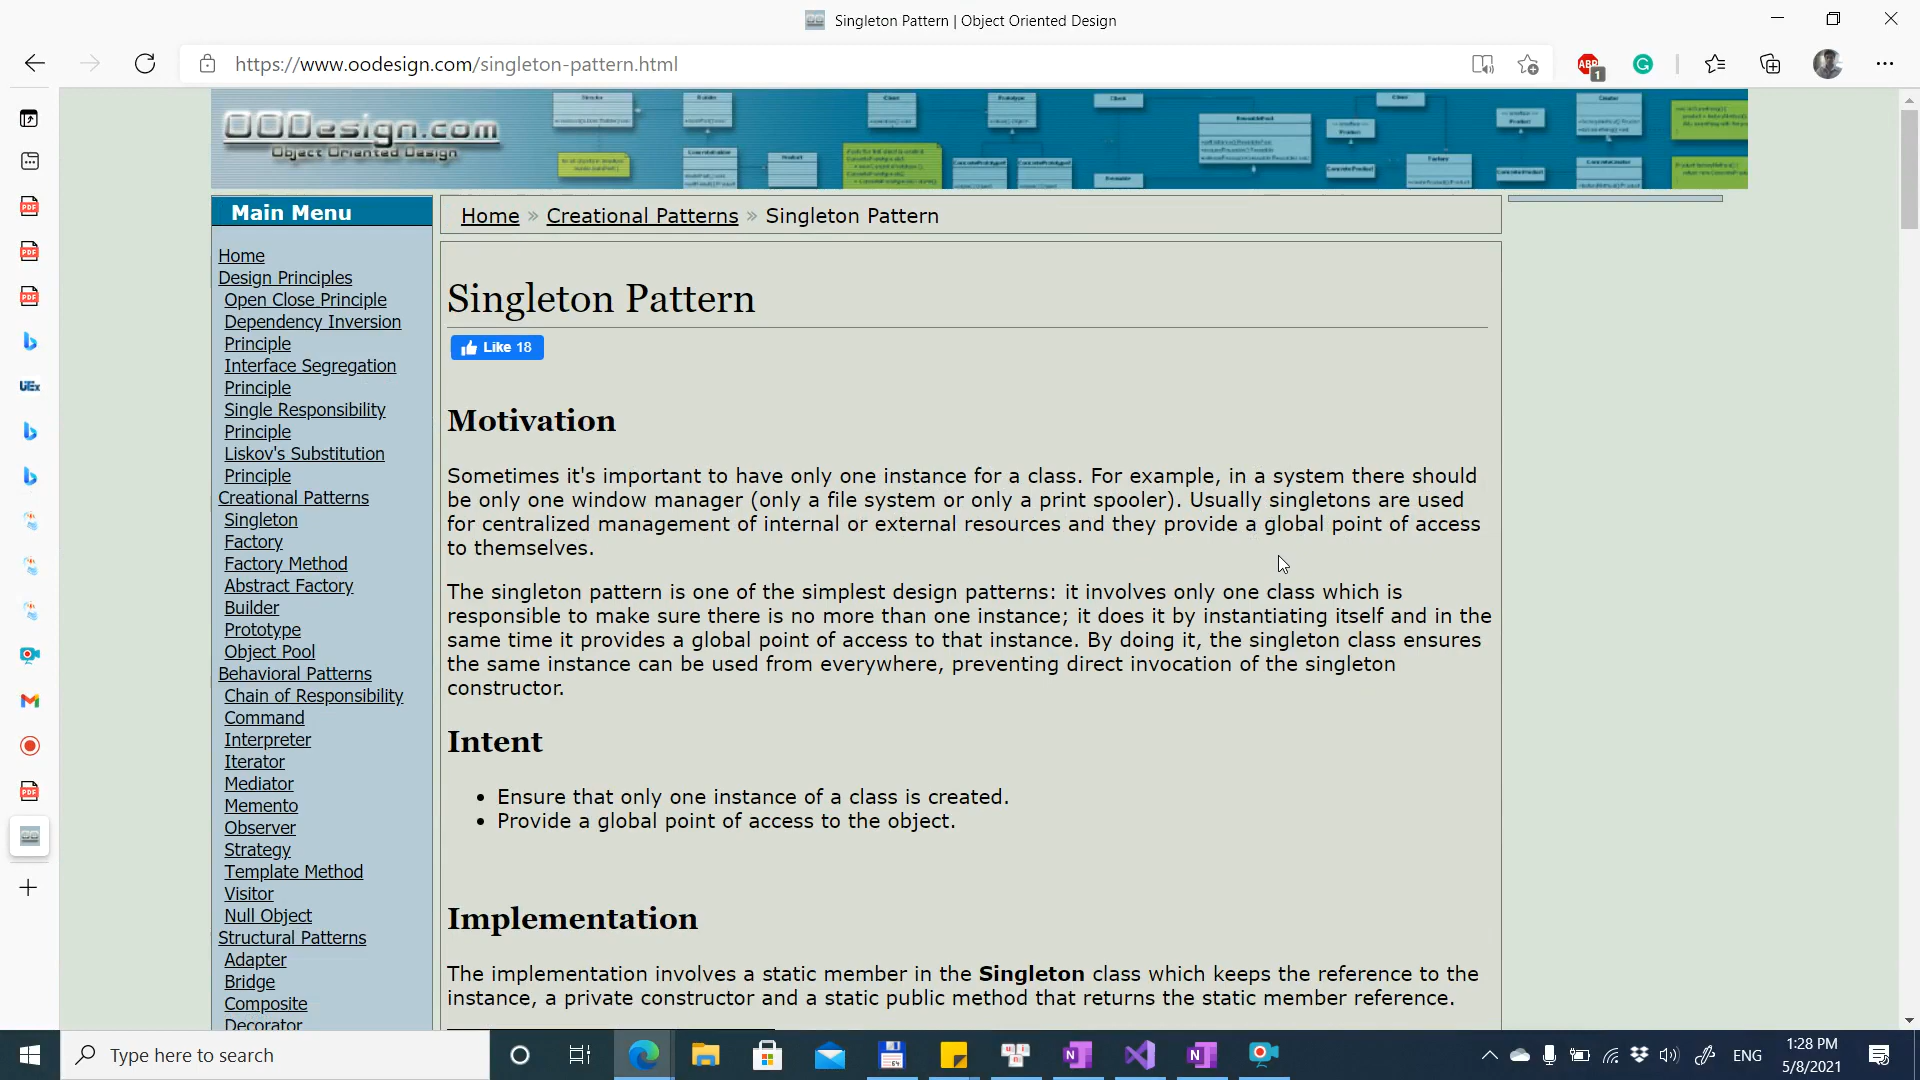 Singleton Pattern | Object Oriented Design
https://www.oodesign.com/singleton-pattern.html
ABP
1
G
OODesign.com
Object Oriented Design
Main Menu
Home
Design Principles
Open Close Principle
Dependency Inversion
Principle
Interface Segregation
Principle
Single Responsibility
Principle
Liskov's Substitution
Principle
Creational Patterns
Singleton
Factory
Factory Method
Abstract Factory
Builder
Prototype
Object Pool
Behavioral Patterns
Chain of Responsibility
Command
Interpreter
Iterator
Mediator
Memento
Observer
Strategy
Template Method
Visitor
Null Object
Structural Patterns
Adapter
Bridge
Composite
Decorator
Home » Creational Patterns » Singleton Pattern
Singleton Pattern
Like 18
Motivation
Sometimes it's important to have only one instance for a class. For example, in a system there should
be only one window manager (only a file system or only a print spooler). Usually singletons are used
for centralized management of internal or external resources and they provide a global point of access
to themselves.
The singleton pattern is one of the simplest design patterns: it involves only one class which is
responsible to make sure there is no more than one instance; it does it by instantiating itself and in the
same time it provides a global point of access to that instance. By doing it, the singleton class ensures
the same instance can be used from everywhere, preventing direct invocation of the singleton
constructor.
Intent
• Ensure that only one instance of a class is created.
• Provide a global point of access to the object.
Implementation
The implementation involves a static member in the Singleton class which keeps the reference to the
instance, a private constructor and a static public method that returns the static member reference.
Type here to search
ENG
1:28 PM
5/8/2021